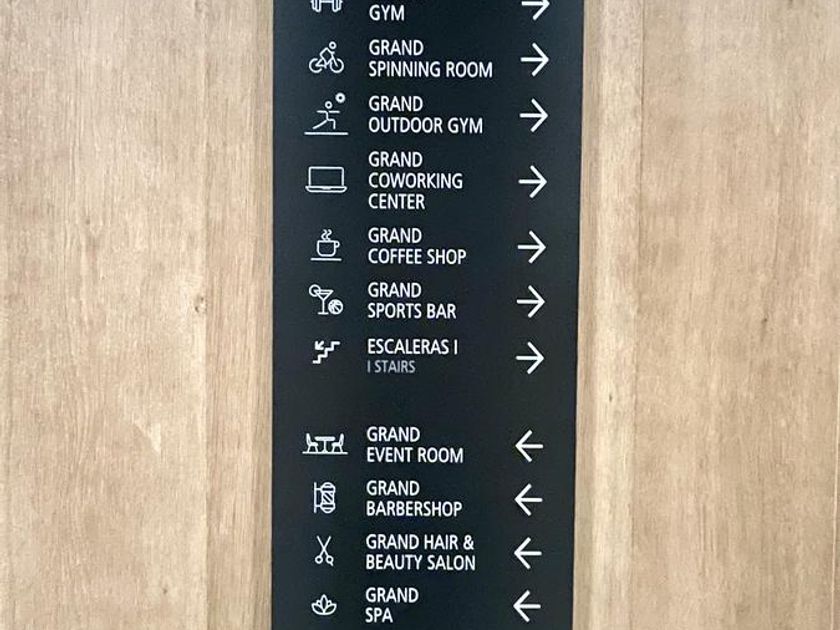 GYM
GRAND
SPINNING ROOM
GRAND
OUTDOOR GYM
GRAND
COWORKING
CENTER
GRAND
COFFEE SHOP
GRAND
SPORTS BAR
ESCALERAS I
I STAIRS
GRAND
EVENT ROOM
GRAND
BARBERSHOP
GRAND HAIR &
BEAUTY SALON
GRAND
SPA